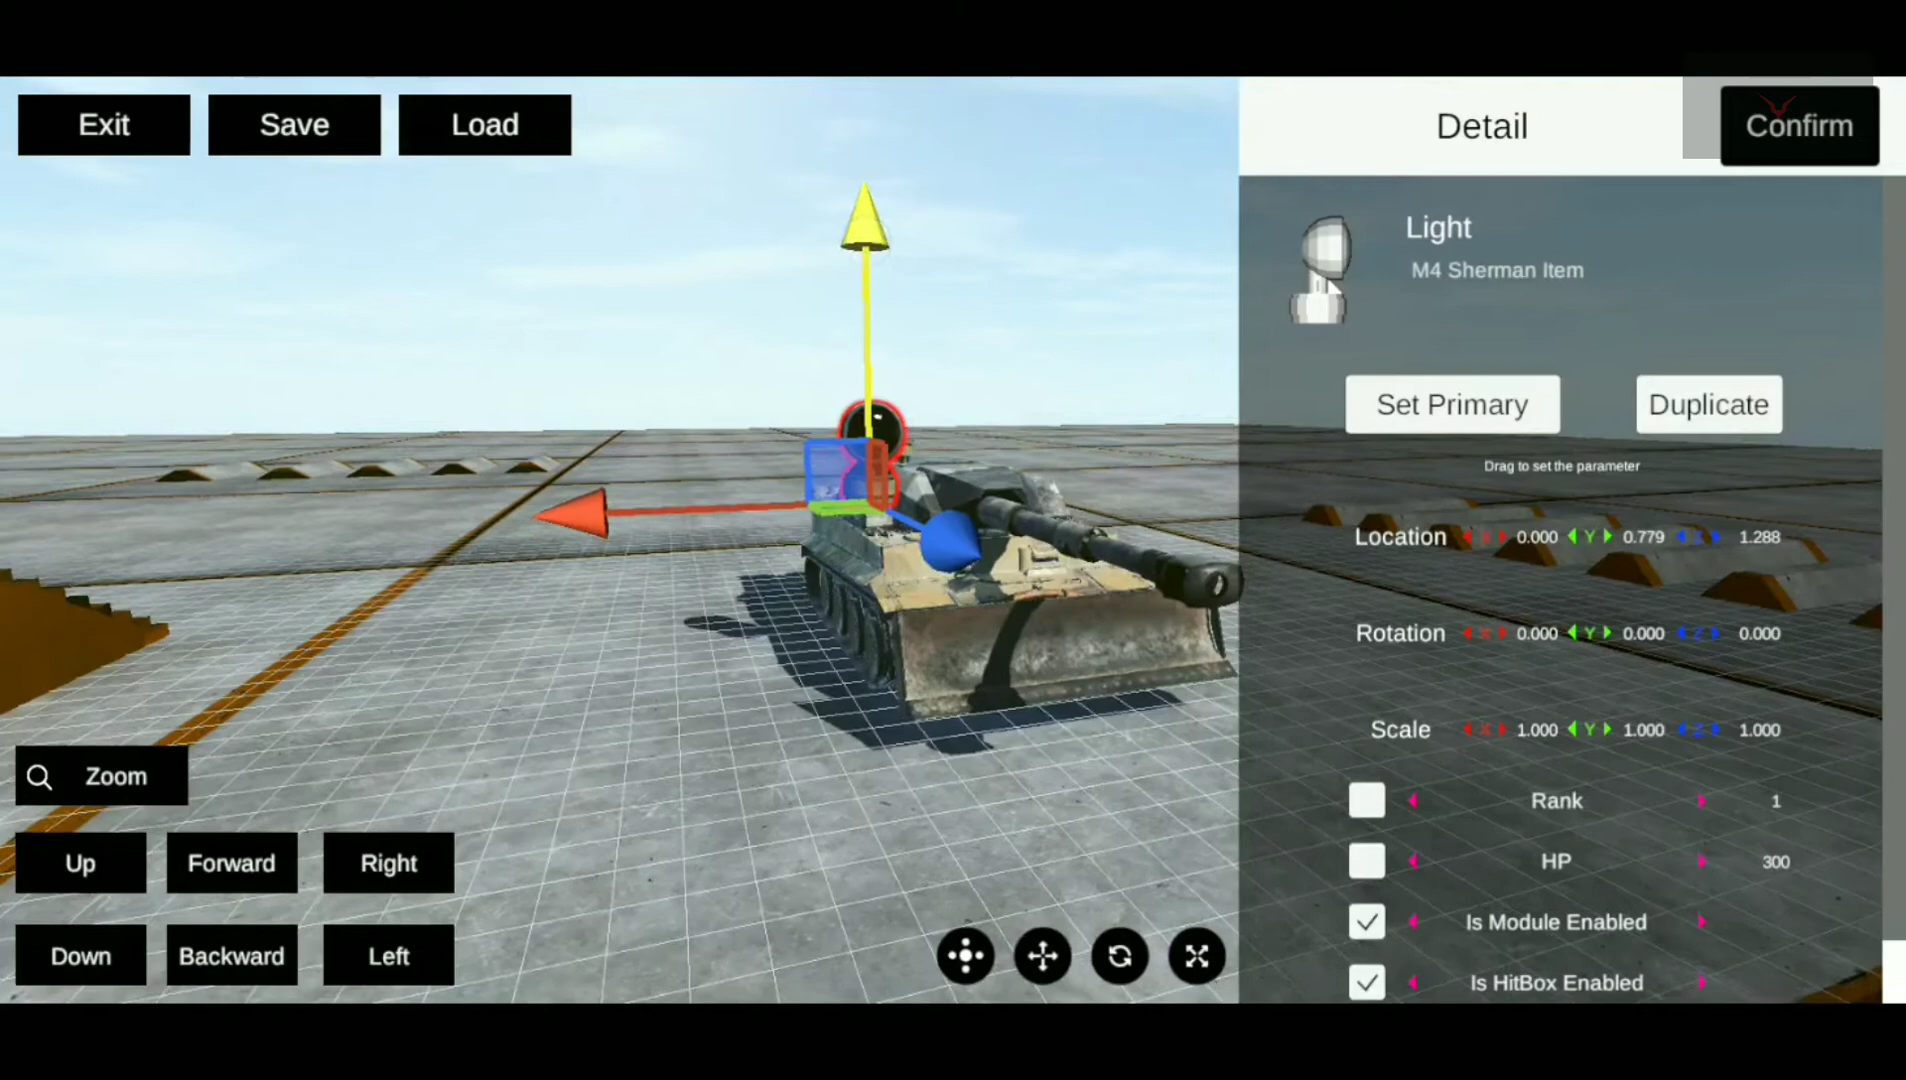 Exit
Save
Load
Detail
Confirm
Light
M4 Sherman Item
Set Primary
Duplicate
Drag to set the parameter
Location X 0.000 Y 0.779 Z 1.288
Rotation X 0.000 Y 0.000 Z 0.000
Scale X 1.000 Y 1.000 Z 1.000
Rank 1
HP 300
Is Module Enabled
Is HitBox Enabled
Zoom
Up
Forward
Right
Down
Backward
Left